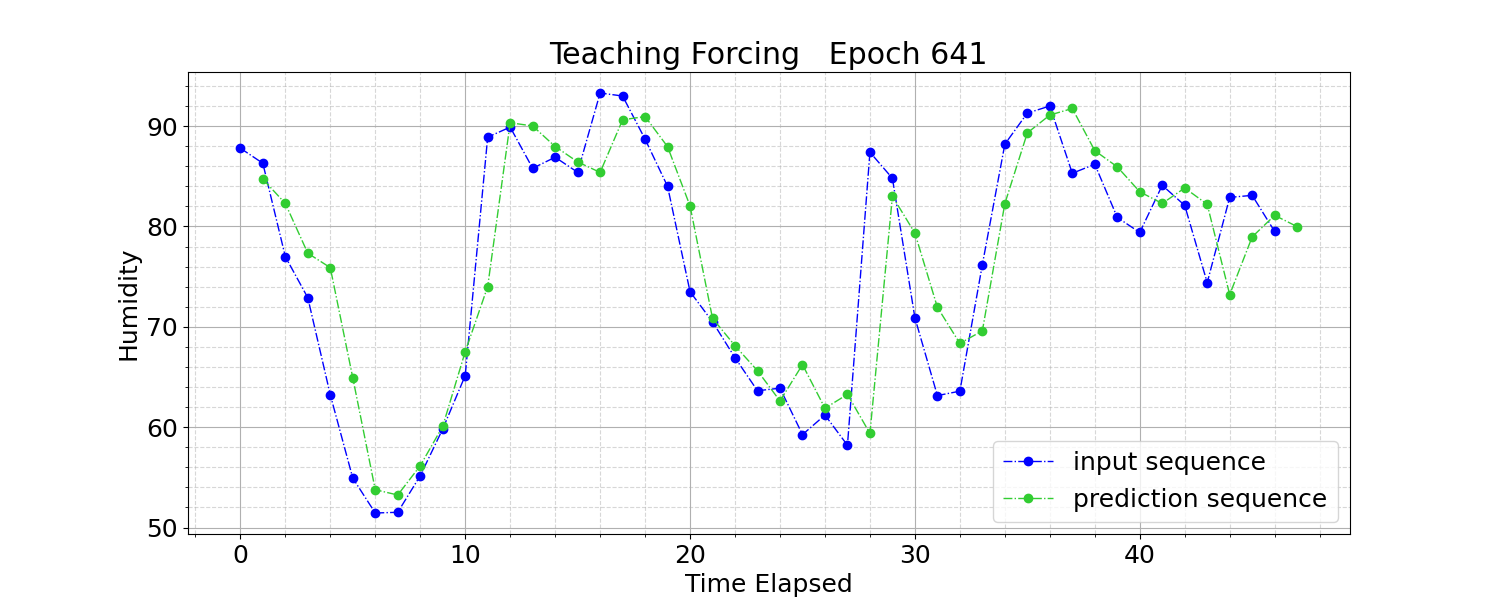 Teaching Forcing   Epoch 641
90
80
70
60
50
Humidity
0 10 20 30 40
Time Elapsed
input sequence
prediction sequence